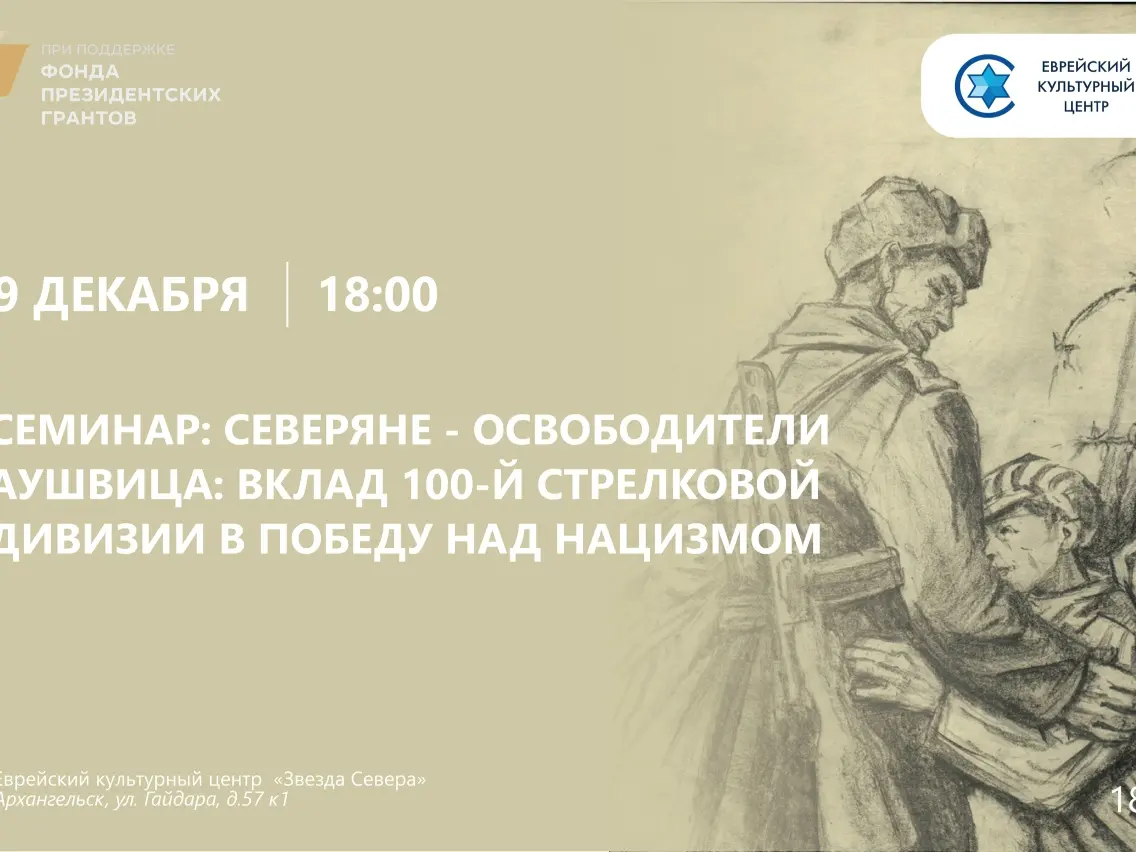 ПРИ ПОДДЕРЖКЕ
ФОНДА
ПРЕЗИДЕНТСКИХ
ГРАНТОВ
ЕВРЕЙСКИЙ
КУЛЬТУРНЫЙ
ЦЕНТР
9 ДЕКАБРЯ 18:00
СЕМИНАР: СЕВЕРЯНЕ - ОСВОБОДИТЕЛИ
АУШВИЦА: ВКЛАД 100-Й СТРЕЛКОВОЙ
ДИВИЗИИ В ПОБЕДУ НАД НАЦИЗМОМ
Еврейский культурный центр «Звезда Севера»
Архангельск, ул. Гайдара, д.57 к1
18